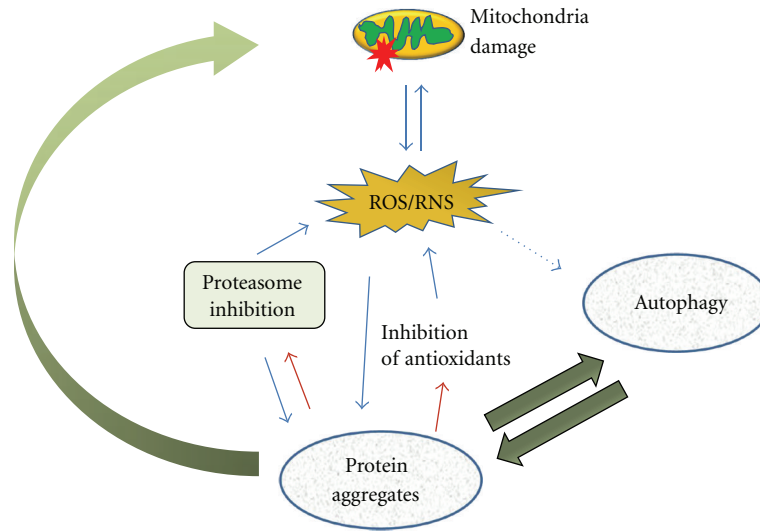 Mitochondria
damage
ROS/RNS
Proteasome
inhibition
Autophagy
Inhibition
of antioxidants
Protein
aggregates